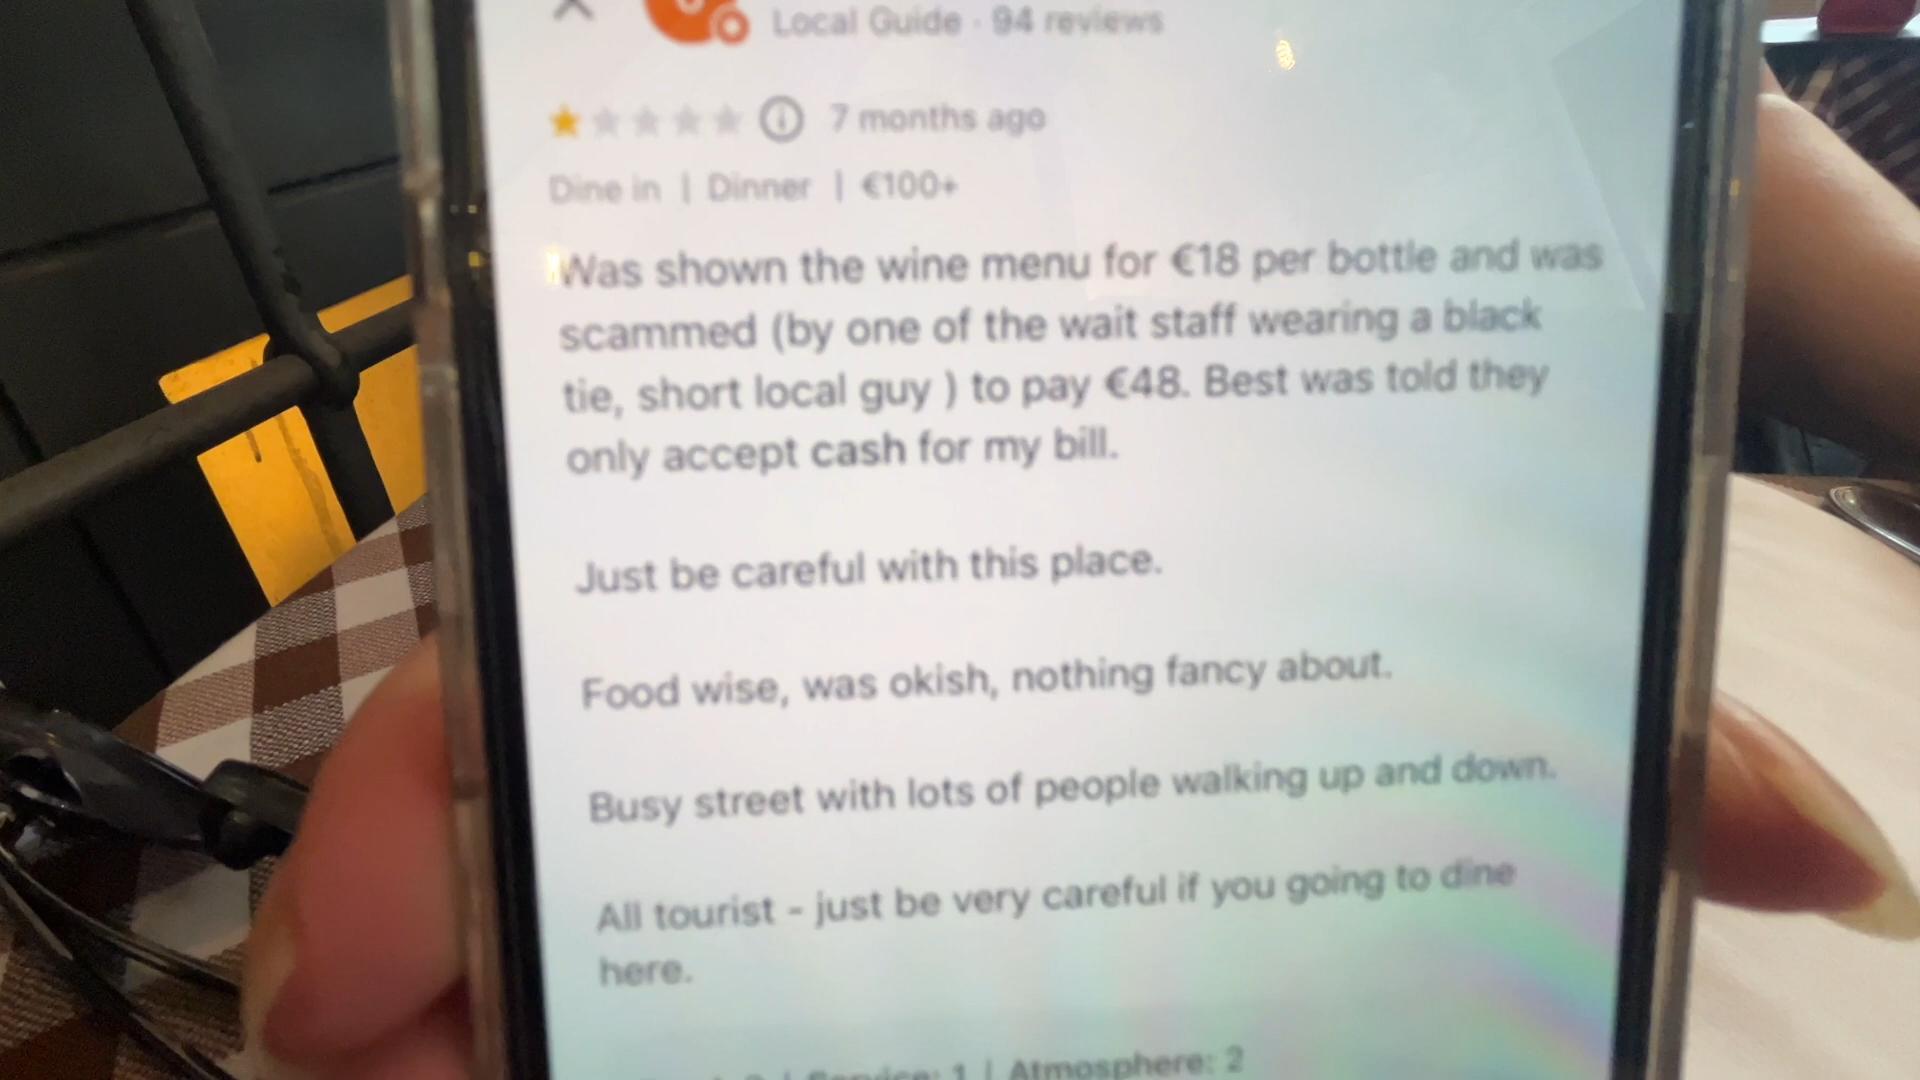 Local Guide · 94 reviews
7 months ago
Dine in | Dinner | €100+
Was shown the wine menu for €18 per bottle and was
scammed (by one of the wait staff wearing a black
tie, short local guy ) to pay €48. Best was told they
only accept cash for my bill.
Just be careful with this place.
Food wise, was okish, nothing fancy about.
Busy street with lots of people walking up and down.
All tourist - just be very careful if you going to dine
here.
Service: 1 | Atmosphere: 2